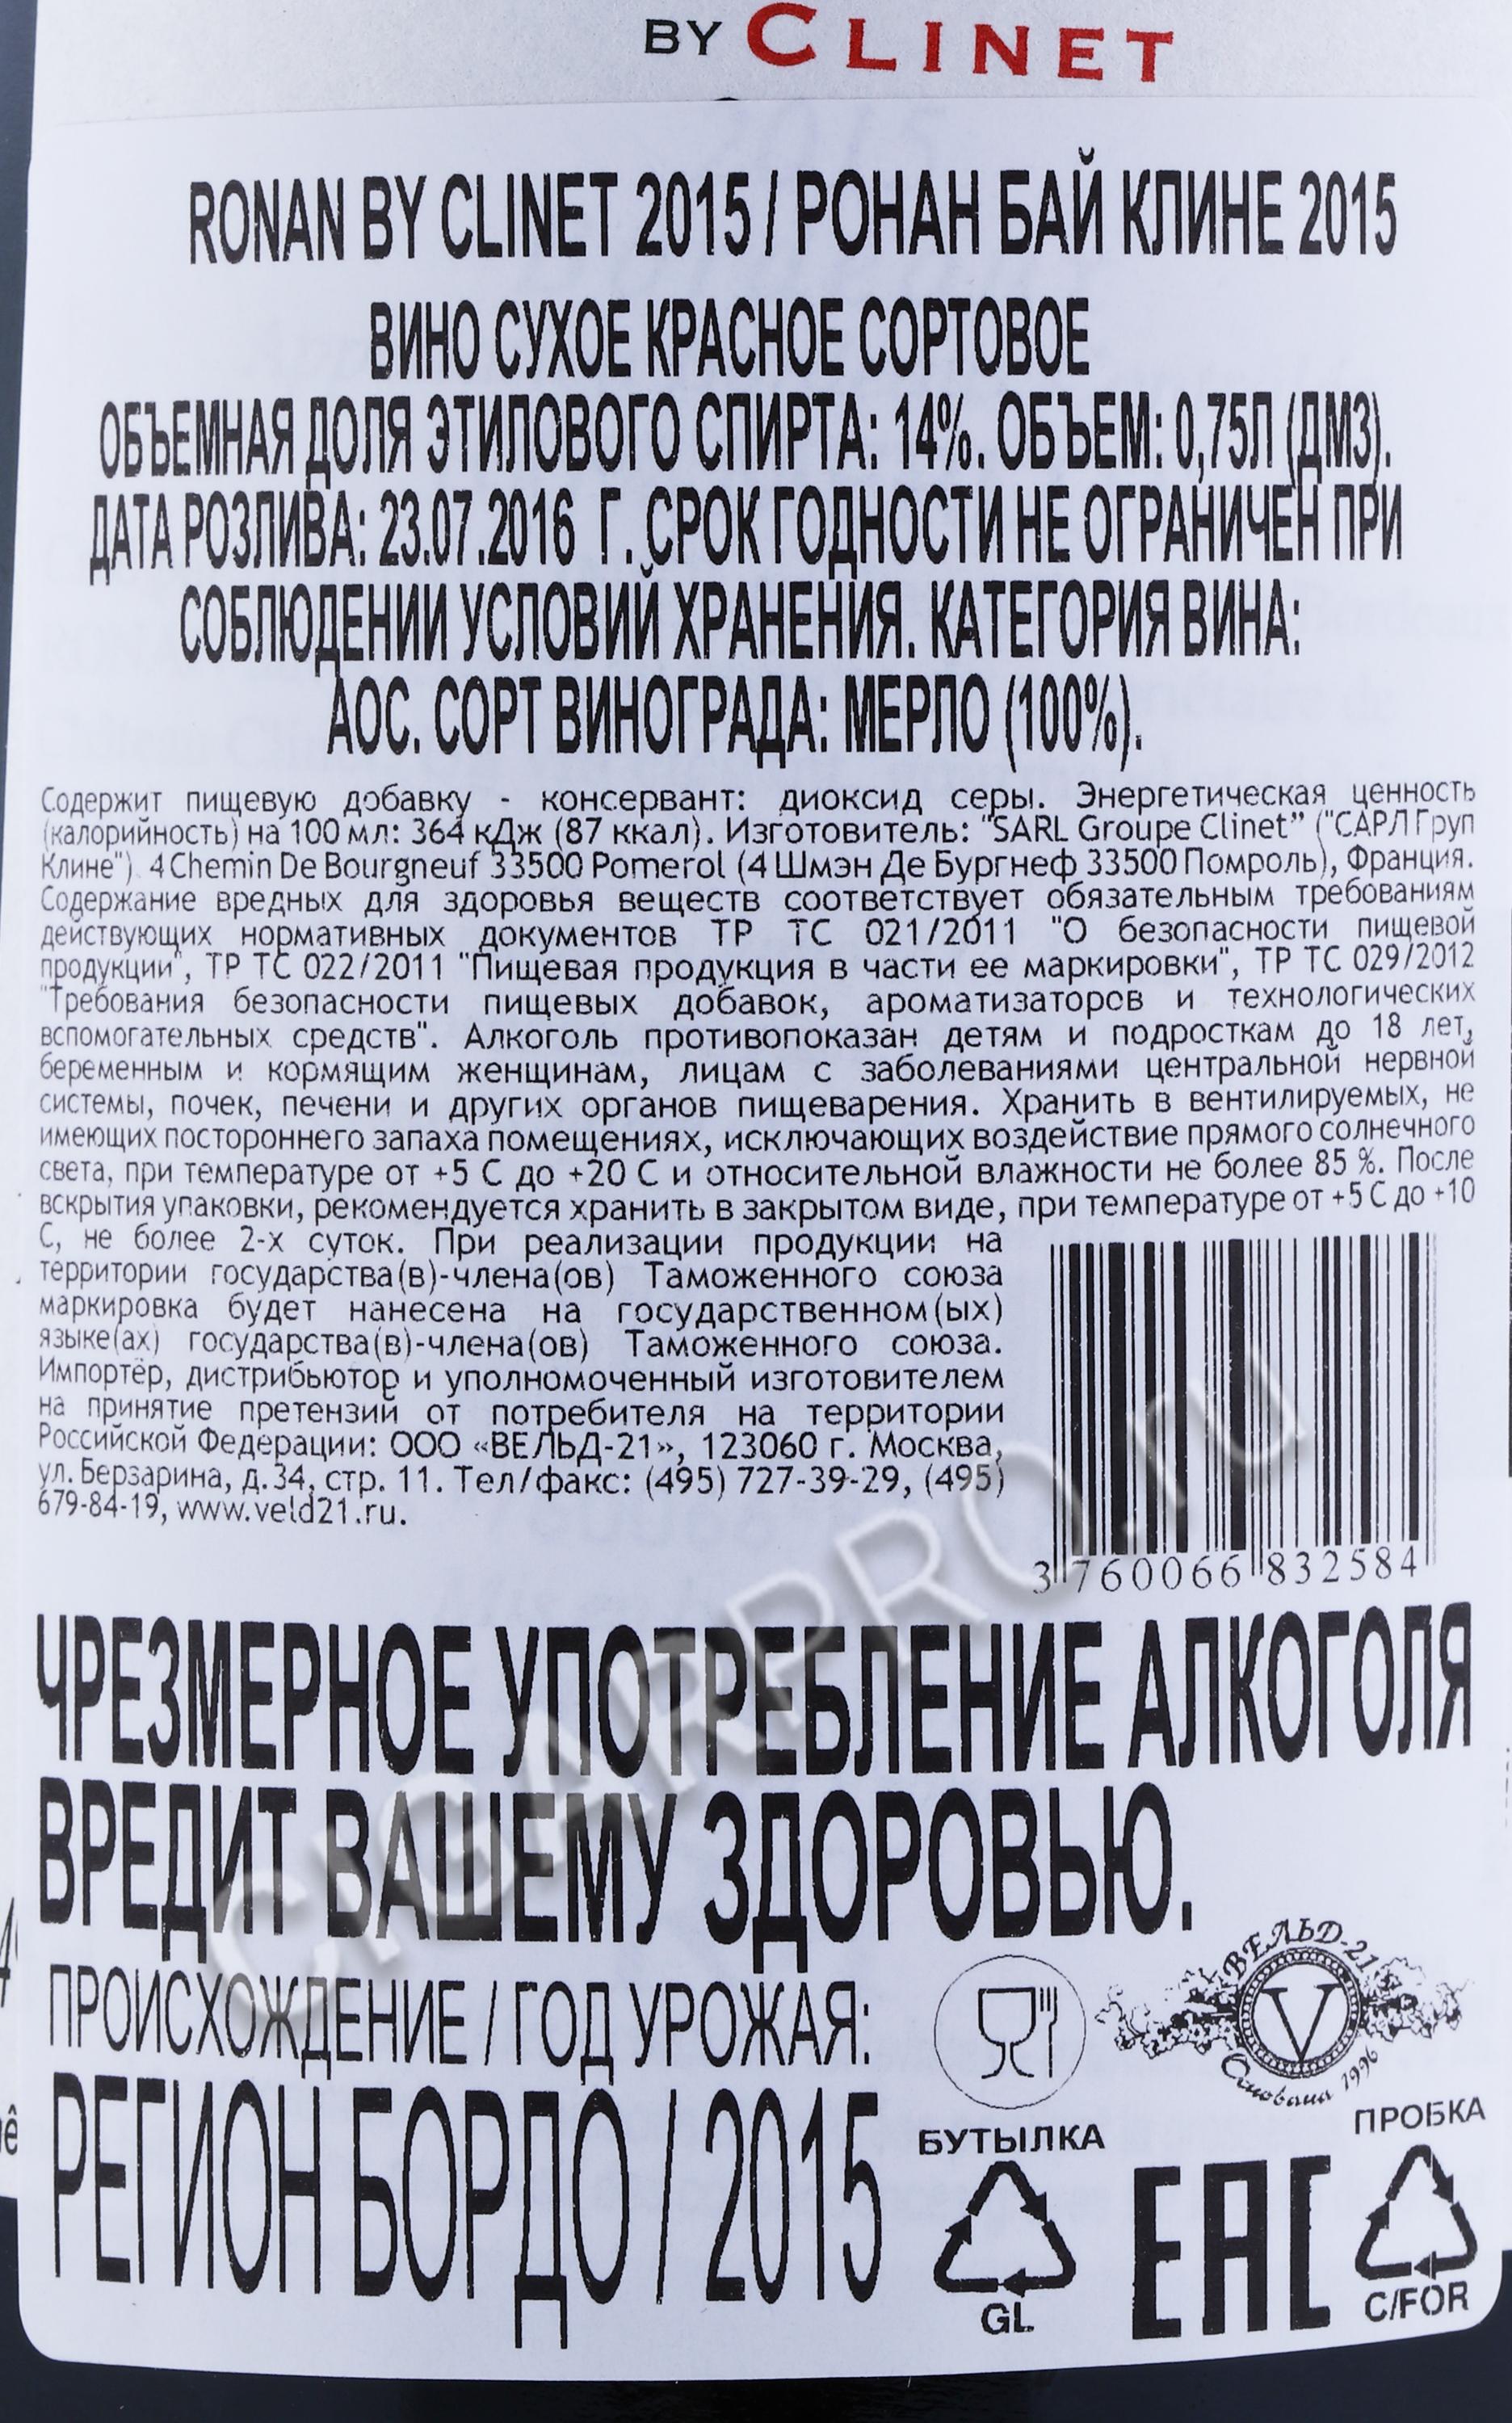 BY CLINET
RONAN BY CLINET 2015 / РОНАН БАЙ КЛИНЕ 2015
ВИНО СУХОЕ КРАСНОЕ СОРТОВОЕ
ОБЪЕМНАЯ ДОЛЯ ЭТИЛОВОГО СПИРТА: 14%. ОБЪЕМ: 0,75Л (ДМ3).
ДАТА РОЗЛИВА: 23.07.2016 Г. СРОК ГОДНОСТИ НЕ ОГРАНИЧЕН ПРИ
СОБЛЮДЕНИИ УСЛОВИЙ ХРАНЕНИЯ. КАТЕГОРИЯ ВИНА:
АОС. СОРТ ВИНОГРАДА: МЕРЛО (100%).
Содержит пищевую добавку - консервант: диоксид серы. Энергетическая ценность
(калорийность) на 100 мл: 364 кДж (87 ккал). Изготовитель: "SARL Groupe Clinet” ("САРЛ Груп
Клине"). 4 Chemin De Bourgneuf 33500 Pomerol (4 Шмэн Де Бургнеф 33500 Помроль), Франция.
Содержание вредных для здоровья веществ соответствует обязательным требованиям
действующих нормативных документов ТР ТС 021/2011 "О безопасности пищевой
продукции", ТР ТС 022/2011 "Пищевая продукция в части ее маркировки", ТР ТС 029/2012
"Требования безопасности пищевых добавок, ароматизаторов и технологических
вспомогательных средств". Алкоголь противопоказан детям и подросткам до 18 лет,
беременным и кормящим женщинам, лицам с заболеваниями центральной нервной
системы, почек, печени и других органов пищеварения. Хранить в вентилируемых, не
имеющих постороннего запаха помещениях, исключающих воздействие прямого солнечного
света, при температуре от +5 С до +20 С и относительной влажности не более 85 %. После
вскрытия упаковки, рекомендуется хранить в закрытом виде, при температуре от +5 С до +10
С, не более 2-х суток. При реализации продукции на
территории государства(в)-члена(ов) Таможенного союза
маркировка будет нанесена на государственном(ых)
языке(ах) государства(в)-члена(ов) Таможенного союза.
Импортёр, дистрибьютор и уполномоченный изготовителем
на принятие претензий от потребителя на территории
Российской Федерации: ООО «ВЕЛЬД-21», 123060 г. Москва,
ул. Берзарина, д. 34, стр. 11. Тел/факс: (495) 727-39-29, (495)
679-84-19, www.veld21.ru.
3 760066 832584
ЧРЕЗМЕРНОЕ УПОТРЕБЛЕНИЕ АЛКОГОЛЯ
ВРЕДИТ ВАШЕМУ ЗДОРОВЬЮ.
CIGARPRO.ru
ПРОИСХОЖДЕНИЕ / ГОД УРОЖАЯ:
РЕГИОН БОРДО / 2015
ВЕЛЬД-21
V
Основана 1996
БУТЫЛКА
GL
EAC
ПРОБКА
C/FOR